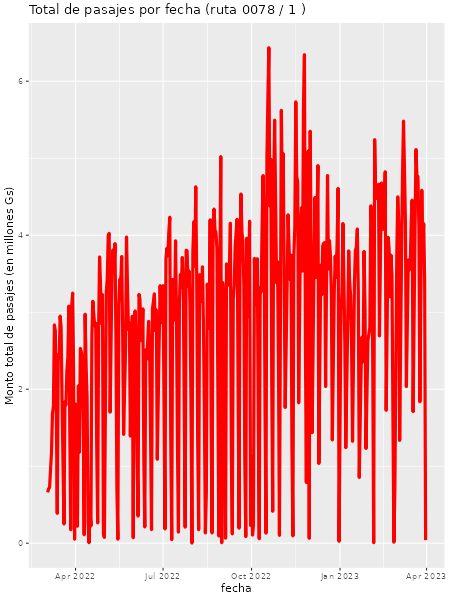 Total de pasajes por fecha (ruta 0078 / 1 )
Monto total de pasajes (en millones Gs)
6
4
2
0
Apr 2022
Jul 2022
Oct 2022
Jan 2023
Apr 2023
fecha